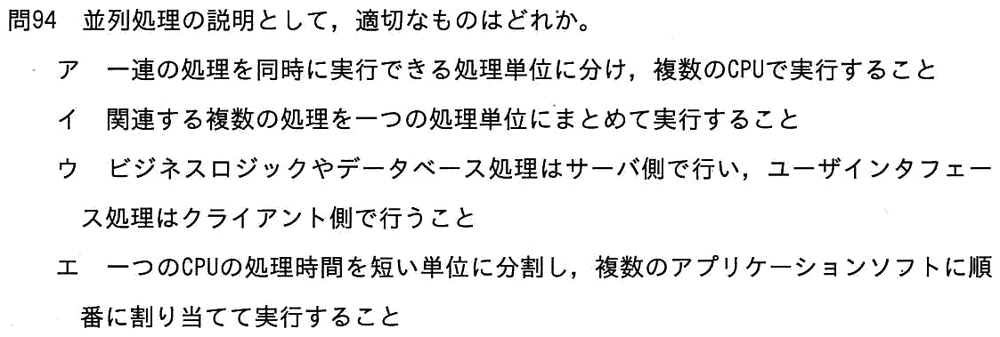 問94　並列処理の説明として，適切なものはどれか。
ア　一連の処理を同時に実行できる処理単位に分け，複数のCPUで実行すること
イ　関連する複数の処理を一つの処理単位にまとめて実行すること
ウ　ビジネスロジックやデータベース処理はサーバ側で行い，ユーザインタフェー
ス処理はクライアント側で行うこと
エ　一つのCPUの処理時間を短い単位に分割し，複数のアプリケーションソフトに順
番に割り当てて実行すること